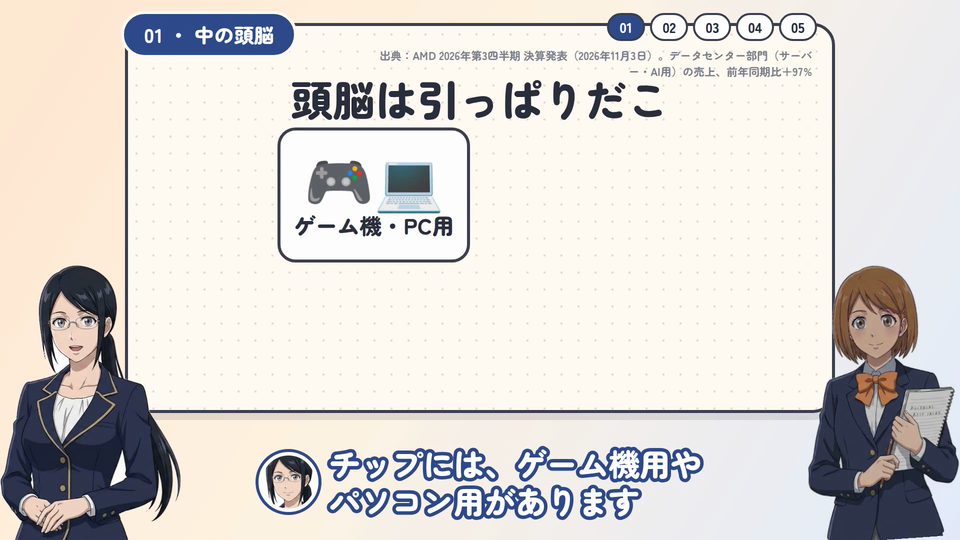 01 ・ 中の頭脳
01 02 03 04 05
出典：AMD 2026年第3四半期 決算発表（2026年11月3日）。データセンター部門（サーバ
ー・AI用）の売上、前年同期比＋97%
頭脳は引っぱりだこ
ゲーム機・PC用
チップには、ゲーム機用や
パソコン用があります